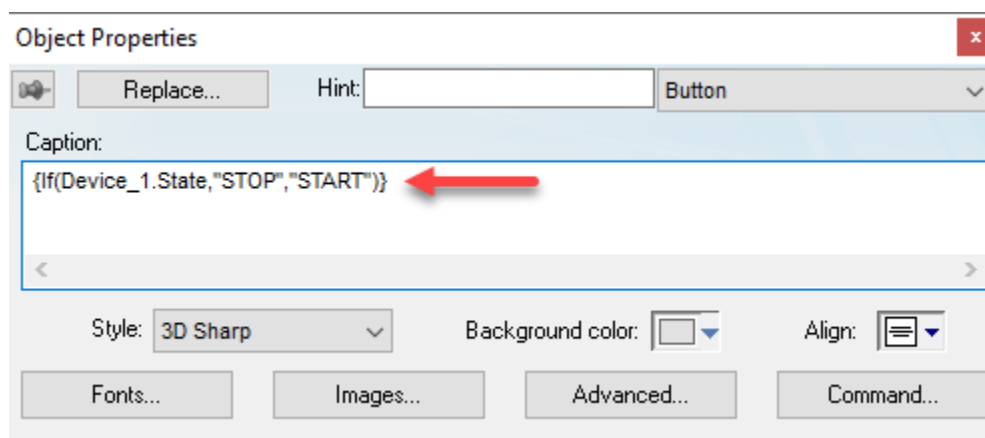 Object Properties
x
Replace... Hint: Button
Caption:
{If(Device_1.State,"STOP","START")}
Style: 3D Sharp Background color: Align:
Fonts... Images... Advanced... Command...